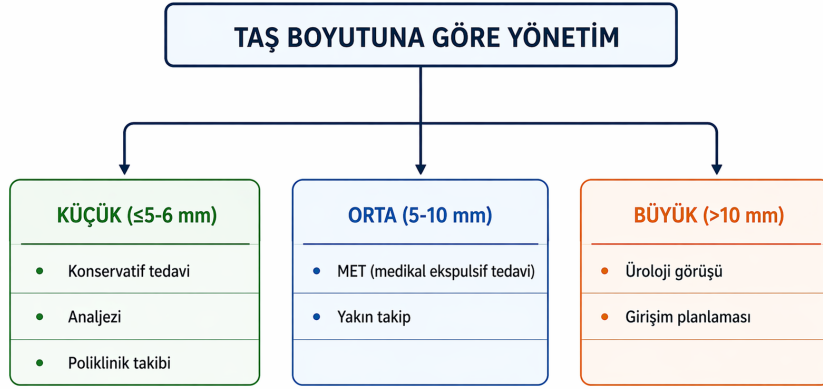 TAŞ BOYUTUNA GÖRE YÖNETİM
KÜÇÜK (≤5-6 mm)
Konservatif tedavi
Analjezi
Poliklinik takibi
ORTA (5-10 mm)
MET (medikal ekspulsif tedavi)
Yakın takip
BÜYÜK (>10 mm)
Üroloji görüşü
Girişim planlaması